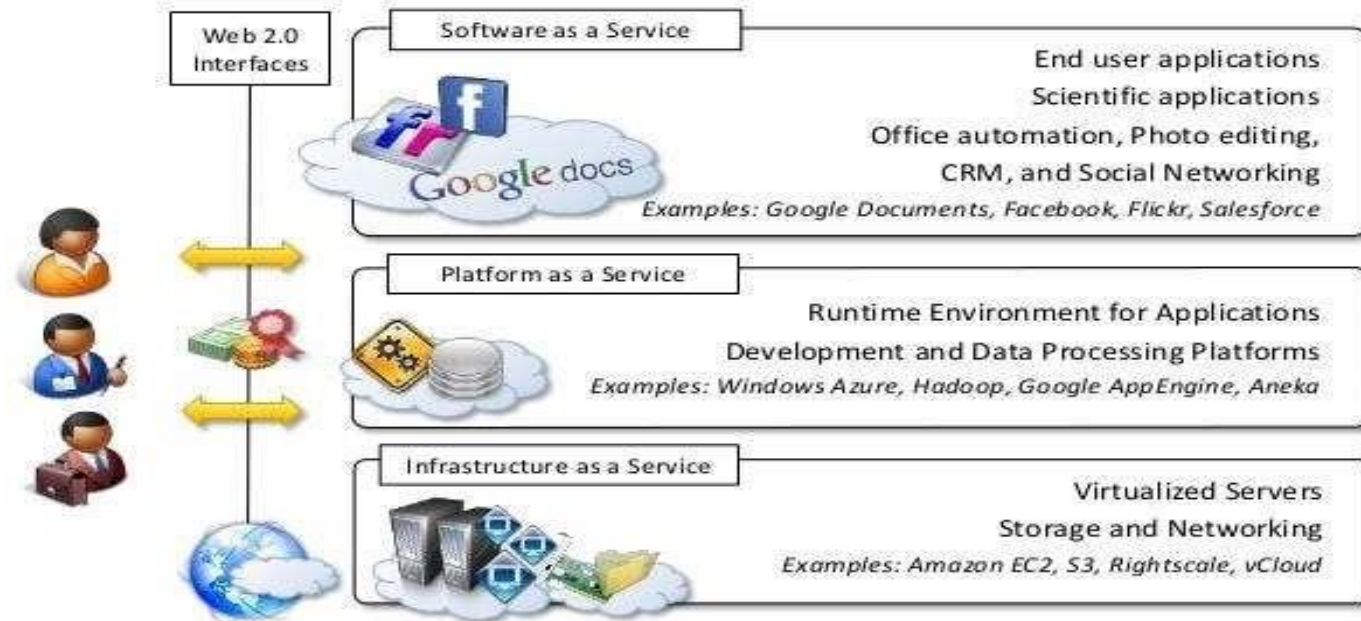 Web 2.0
Interfaces
Software as a Service
End user applications
Scientific applications
Office automation, Photo editing,
CRM, and Social Networking
Examples: Google Documents, Facebook, Flickr, Salesforce
f
fr
Google docs
Platform as a Service
Runtime Environment for Applications
Development and Data Processing Platforms
Examples: Windows Azure, Hadoop, Google AppEngine, Aneka
Infrastructure as a Service
Virtualized Servers
Storage and Networking
Examples: Amazon EC2, S3, Rightscale, vCloud